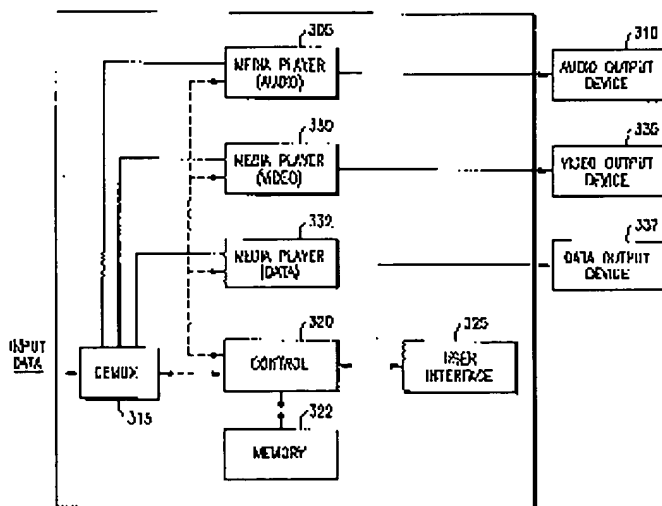 305
310
MEDIA PLAYER
(AUDIO)
AUDIO OUTPUT
DEVICE
330
335
MEDIA PLAYER
(VIDEO)
VIDEO OUTPUT
DEVICE
332
337
MEDIA PLAYER
(DATA)
DATA OUTPUT
DEVICE
320
325
INPUT
DATA
DEMUX
CONTROL
USER
INTERFACE
315
322
MEMORY